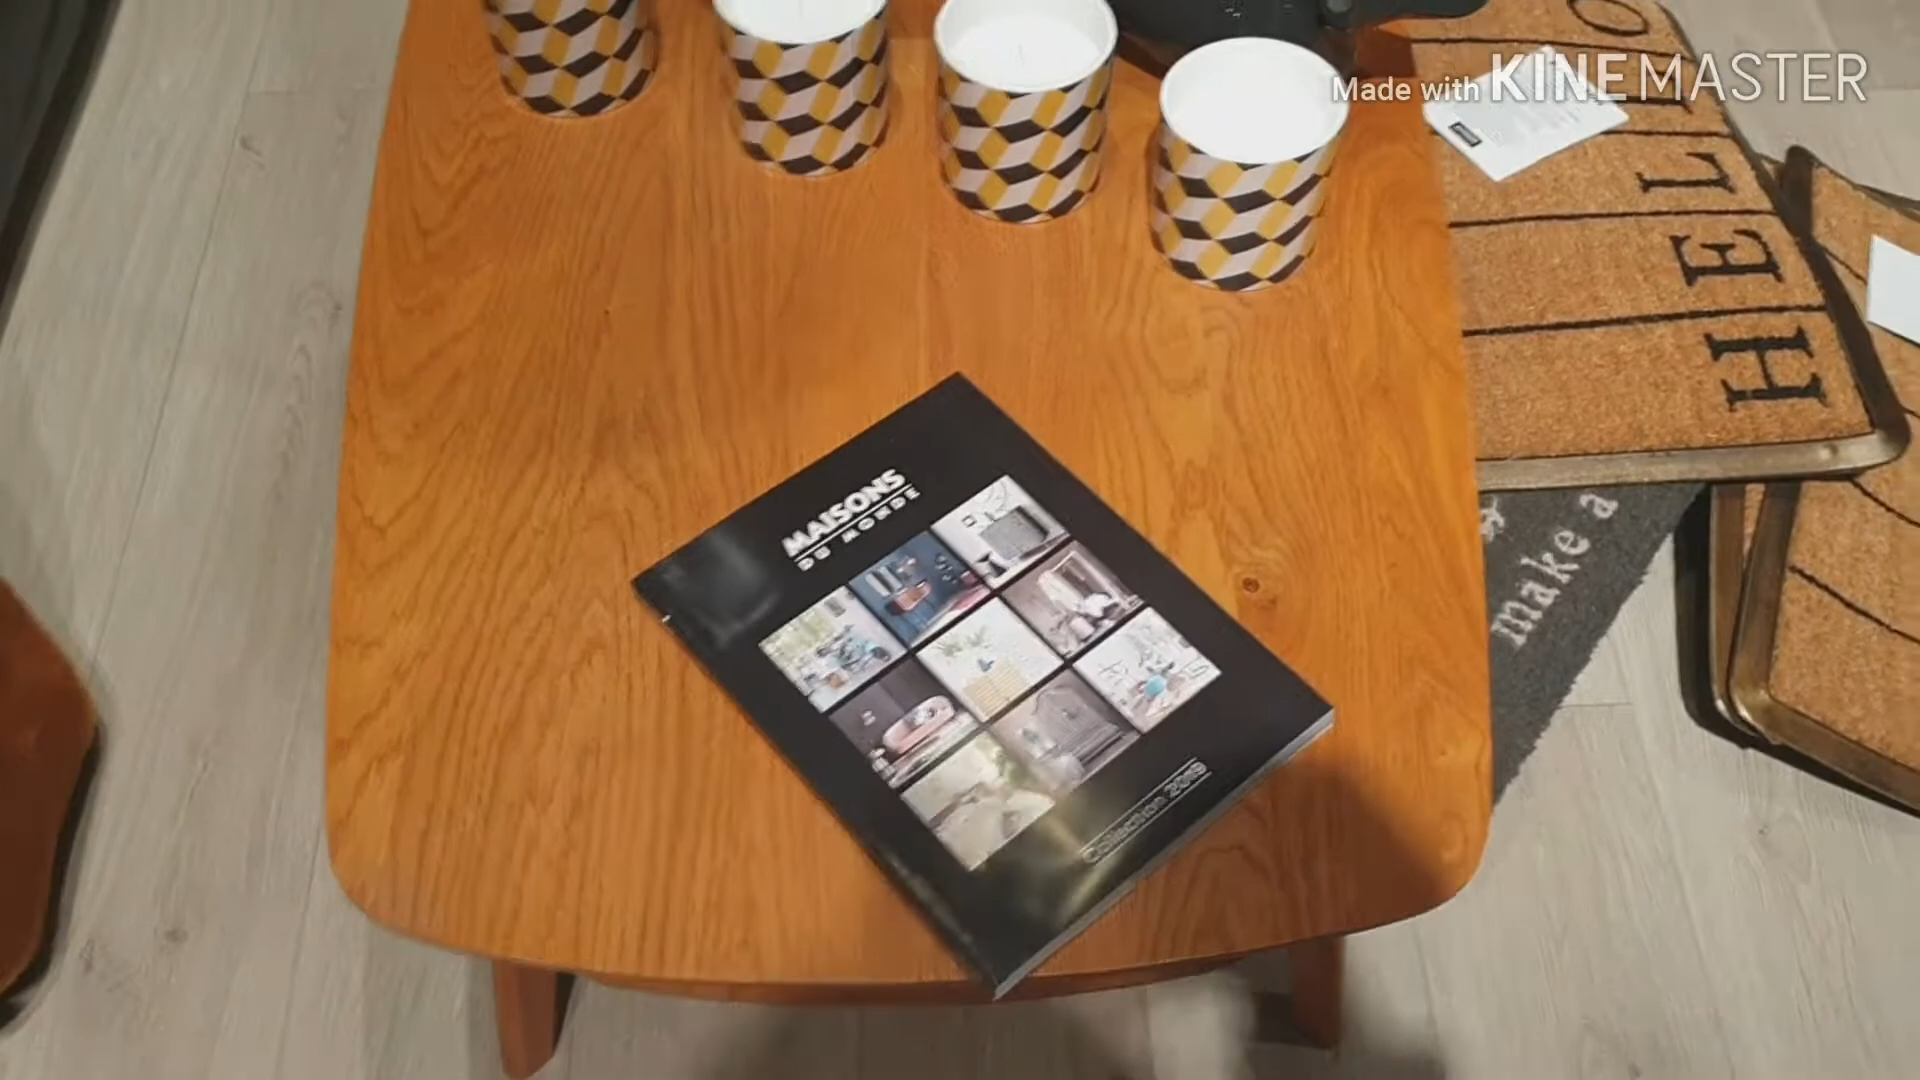 Made with KINEMASTER
HELLO
make a
MAISONS
DU MONDE
Collection 2019